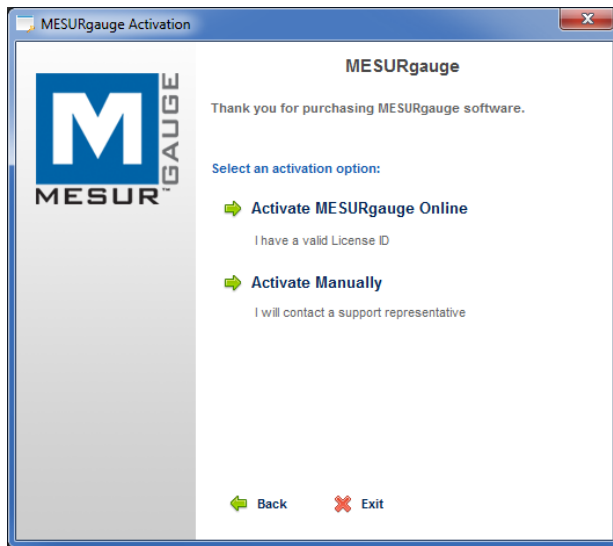 MESURgauge Activation
M
GAUGE
MESUR™
MESURgauge
Thank you for purchasing MESURgauge software.
Select an activation option:
Activate MESURgauge Online
I have a valid License ID
Activate Manually
I will contact a support representative
Back
Exit